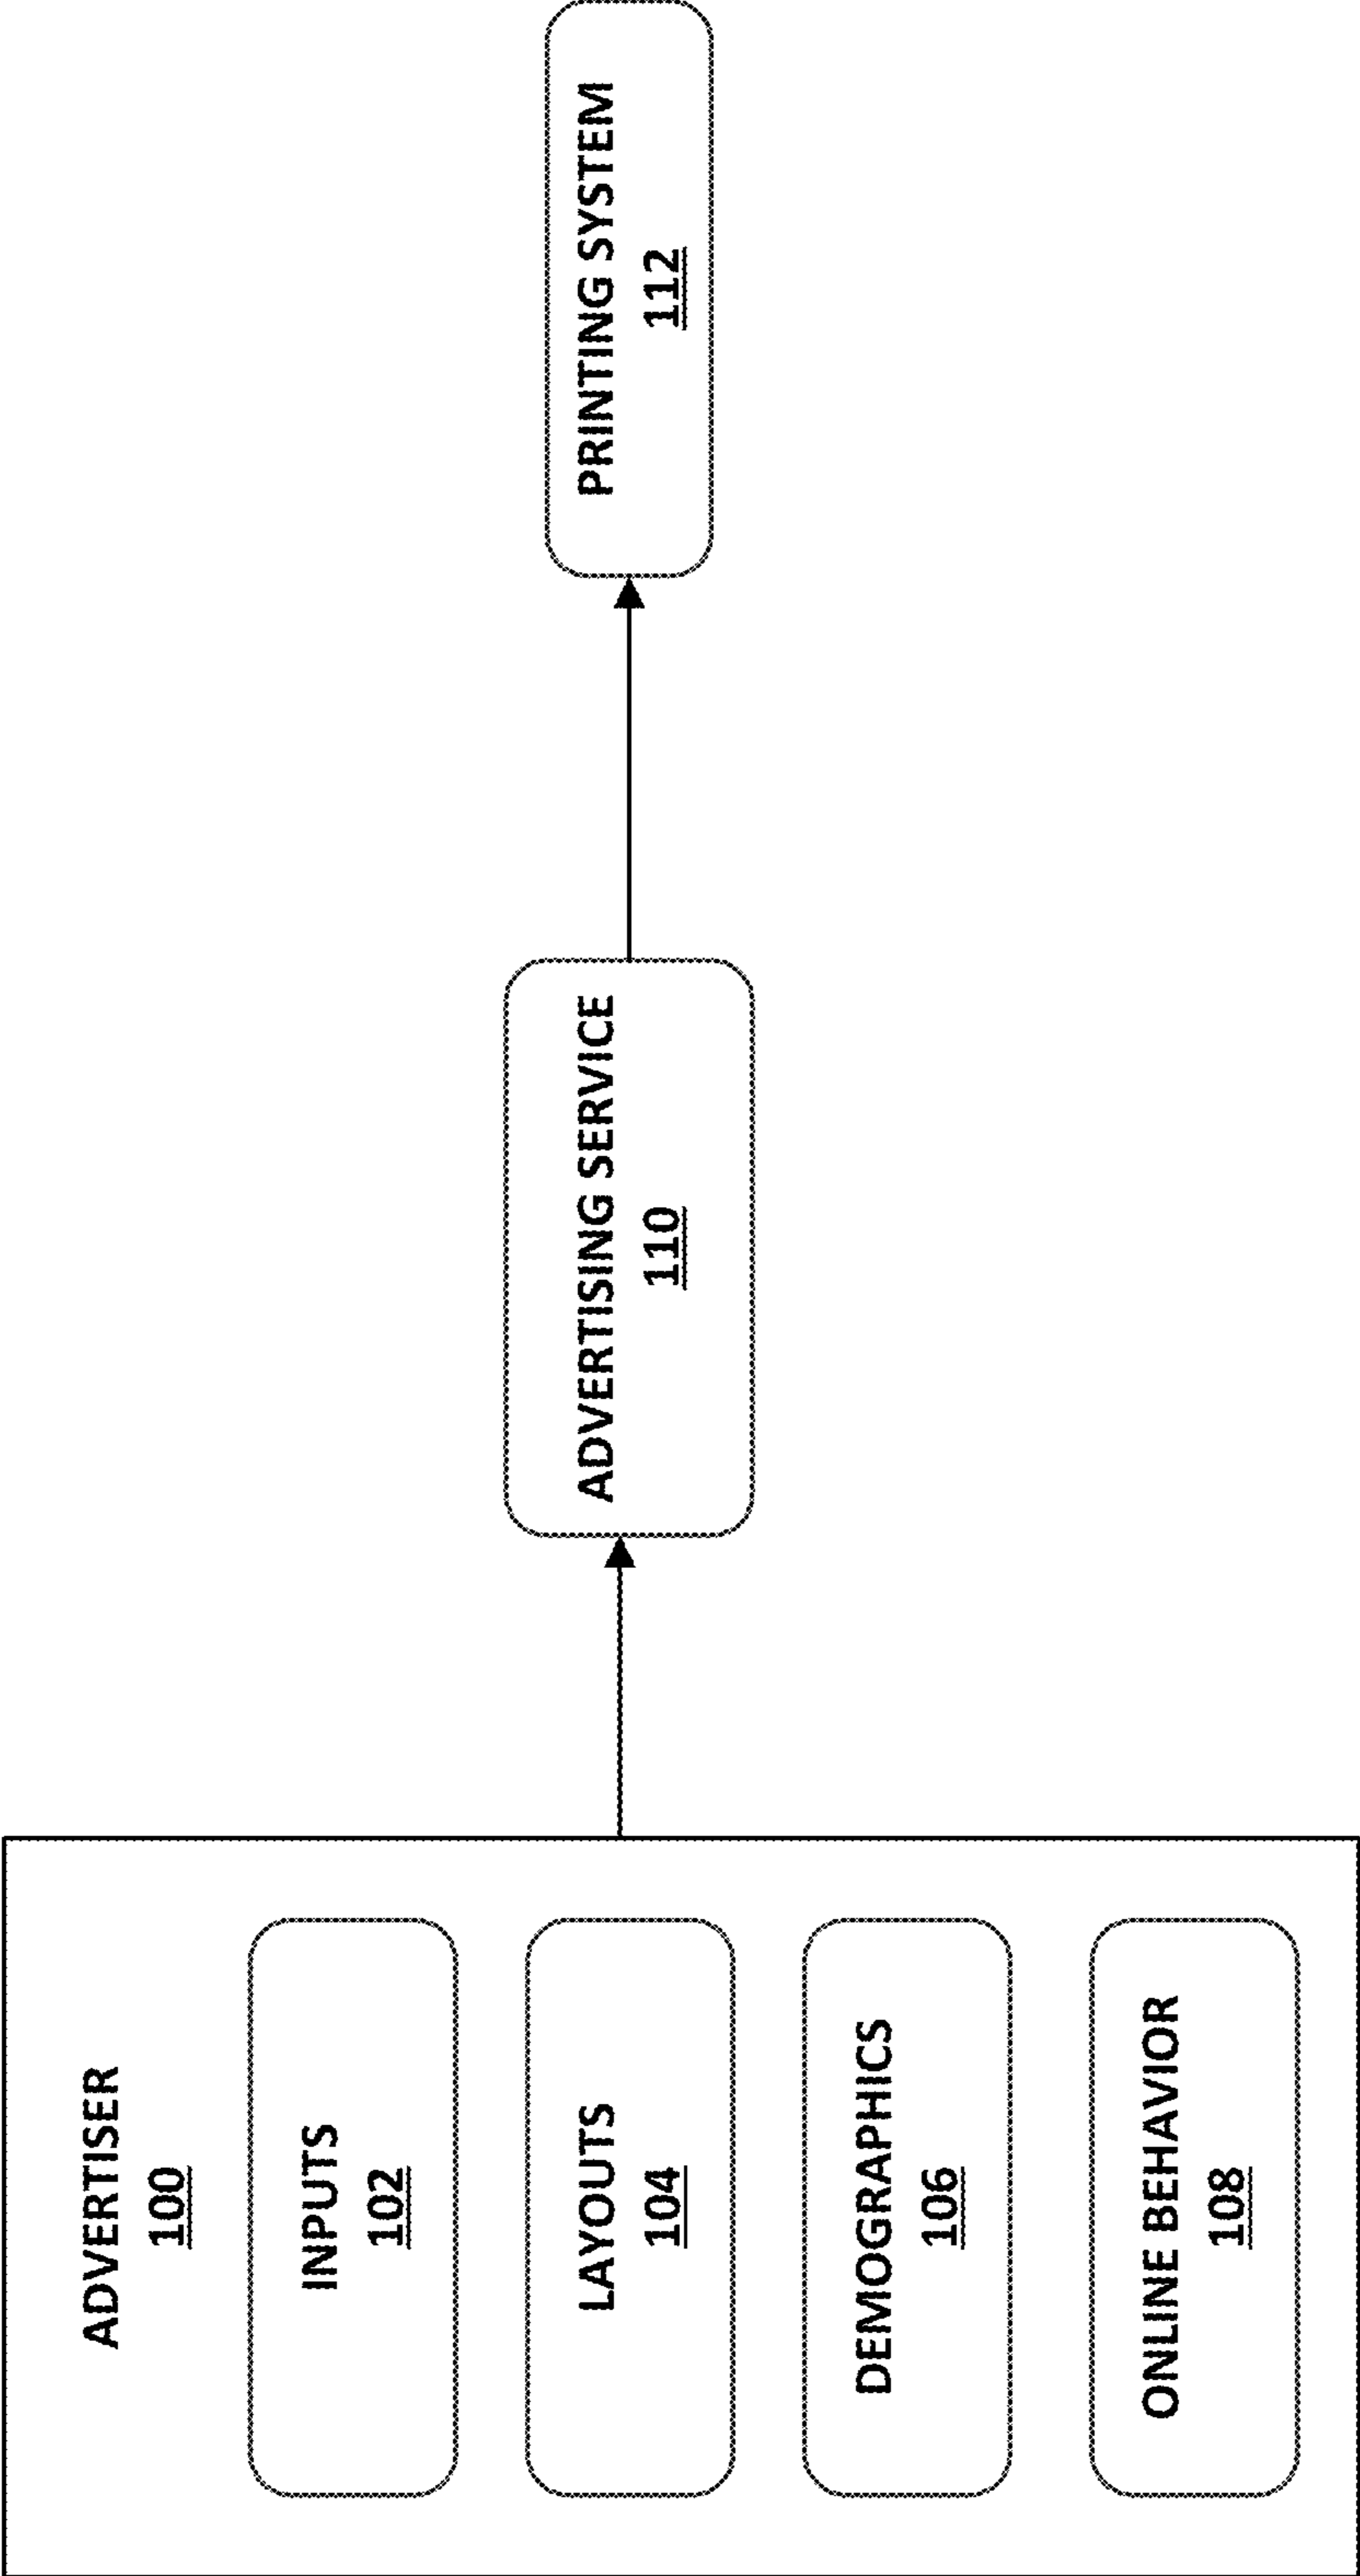 ADVERTISER
100
INPUTS
102
LAYOUTS
104
DEMOGRAPHICS
106
ONLINE BEHAVIOR
108
ADVERTISING SERVICE
110
PRINTING SYSTEM
112